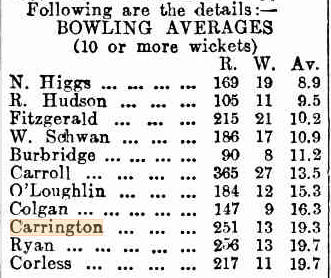 Following are the details:—
BOWLING AVERAGES
(10 or more wickets)
R. W. Av.
N. Higgs ... ... ... ... 169 19 8.9
R. Hudson ... ... ... 105 11 9.5
Fitzgerald ... ... ... 215 21 10.2
W. Schwan ... ... ... 186 17 10.9
Burbridge ... ... ... ... 90 8 11.2
Carroll ... ... ... ... 365 27 13.5
O'Loughlin ... ... ... 184 12 15.3
Colgan ... ... ... ... ... 147 9 16.3
Carrington ... ... ... 251 13 19.3
Ryan ... ... ... ... ... 256 13 19.7
Corless ... ... ... ... 217 11 19.7